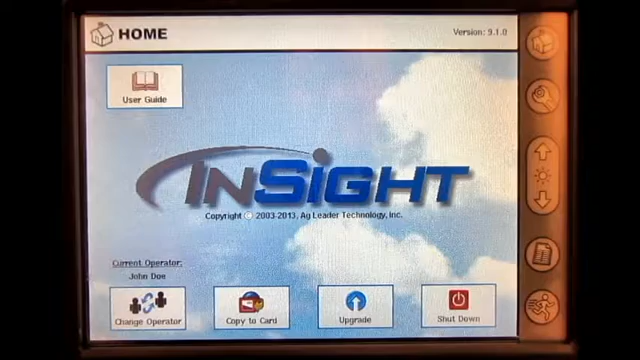 HOME
Version: 9.1.0
User Guide
INSIGHT
Copyright © 2003-2013, Ag Leader Technology, Inc.
Current Operator:
John Doe
Change Operator
Copy to Card
Upgrade
Shut Down